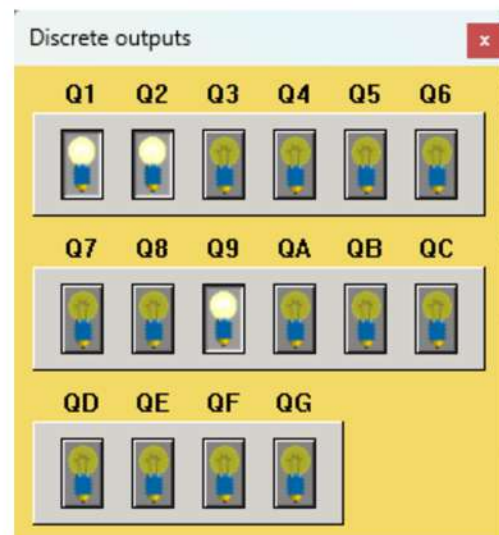 Discrete outputs x
Q1 Q2 Q3 Q4 Q5 Q6
Q7 Q8 Q9 QA QB QC
QD QE QF QG